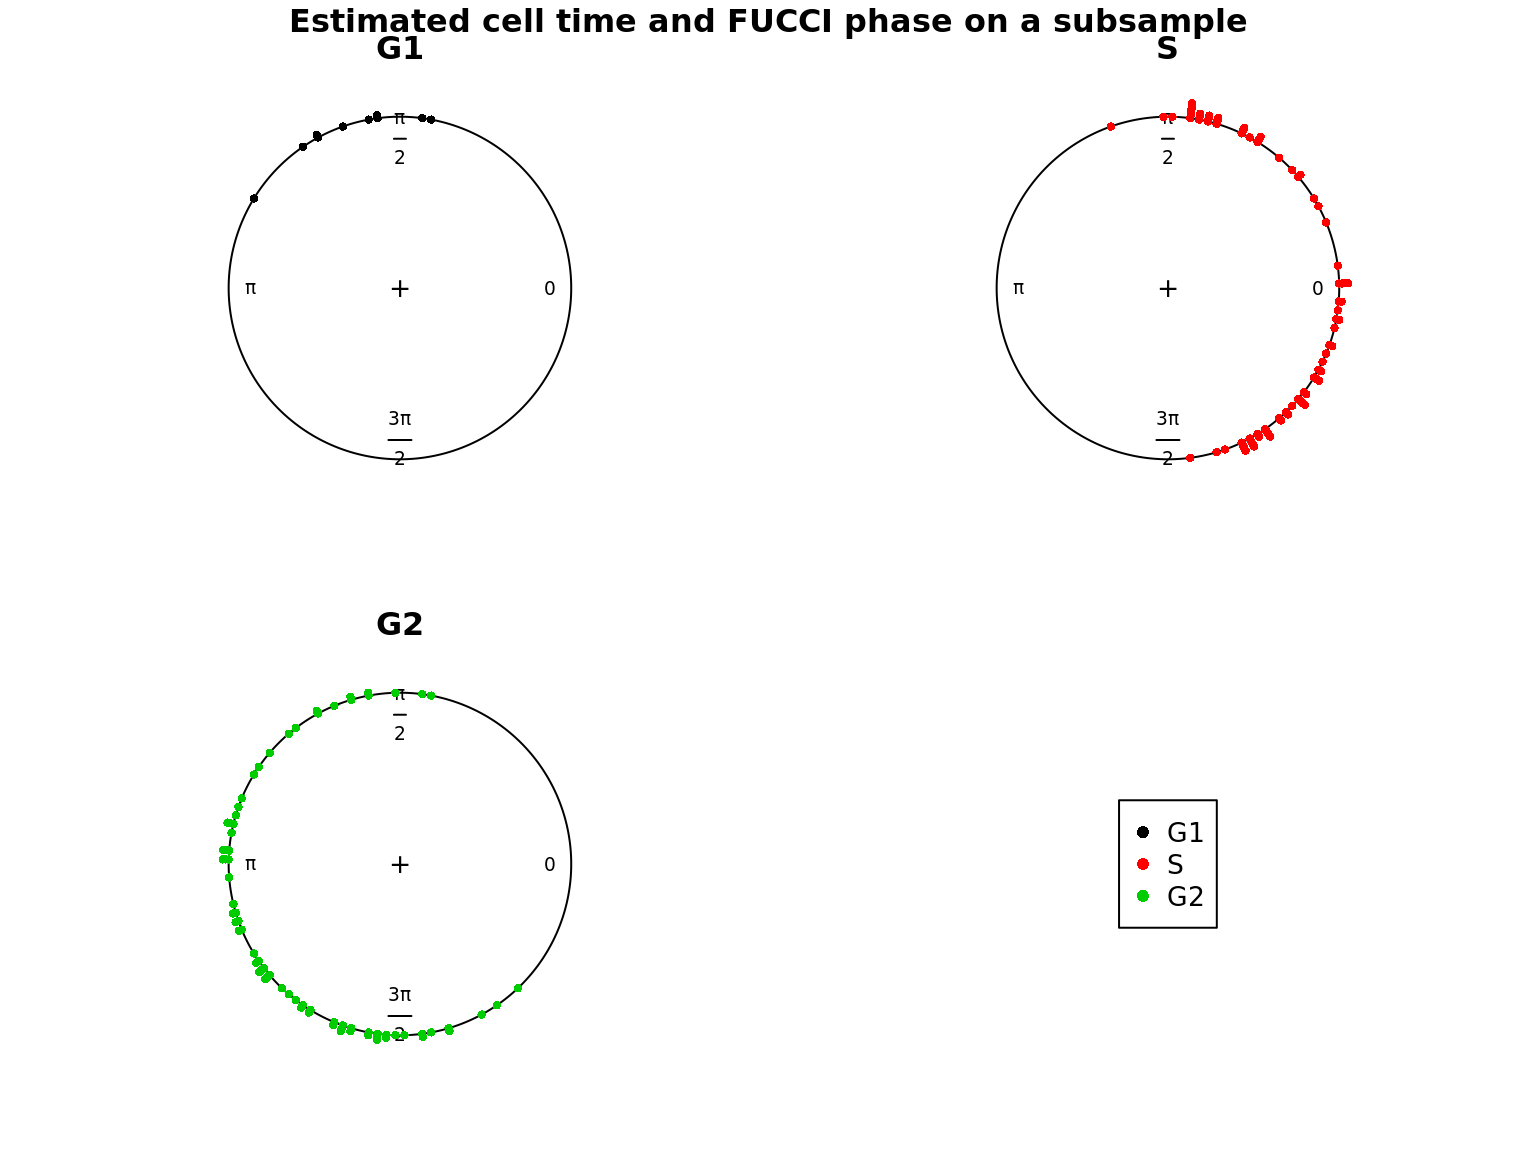 Estimated cell time and FUCCI phase on a subsample
G1
S
π
2
π
0
3π
2
π
2
π
0
3π
2
G2
π
2
π
0
3π
2
G1
S
G2